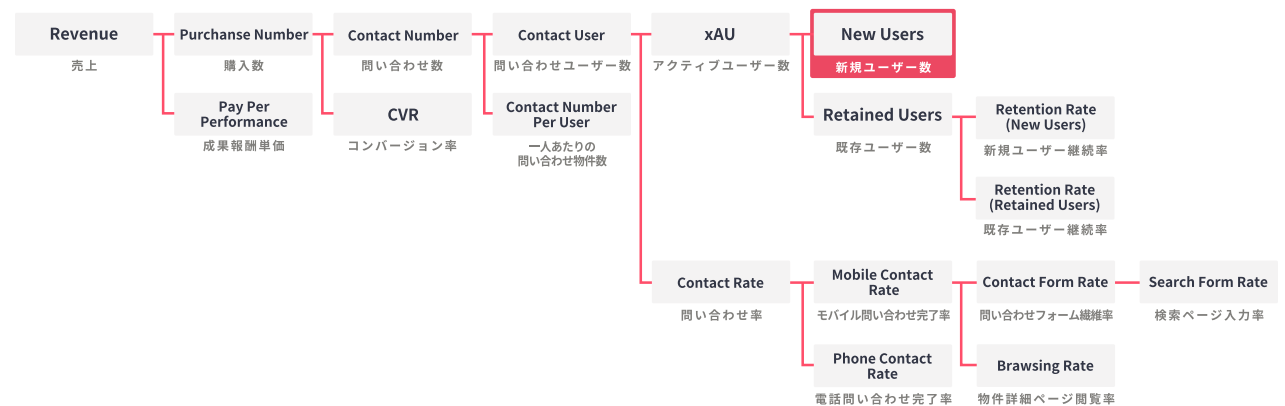 Revenue
売上
Purchanse Number
購入数
Pay Per
Performance
成果報酬単価
Contact Number
問い合わせ数
CVR
コンバージョン率
Contact User
問い合わせユーザー数
Contact Number
Per User
一人あたりの
問い合わせ物件数
xAU
アクティブユーザー数
New Users
新規ユーザー数
Retained Users
既存ユーザー数
Retention Rate
(New Users)
新規ユーザー継続率
Retention Rate
(Retained Users)
既存ユーザー継続率
Contact Rate
問い合わせ率
Mobile Contact
Rate
モバイル問い合わせ完了率
Phone Contact
Rate
電話問い合わせ完了率
Contact Form Rate
問い合わせフォーム繊維率
Brawsing Rate
物件詳細ページ閲覧率
Search Form Rate
検索ページ入力率